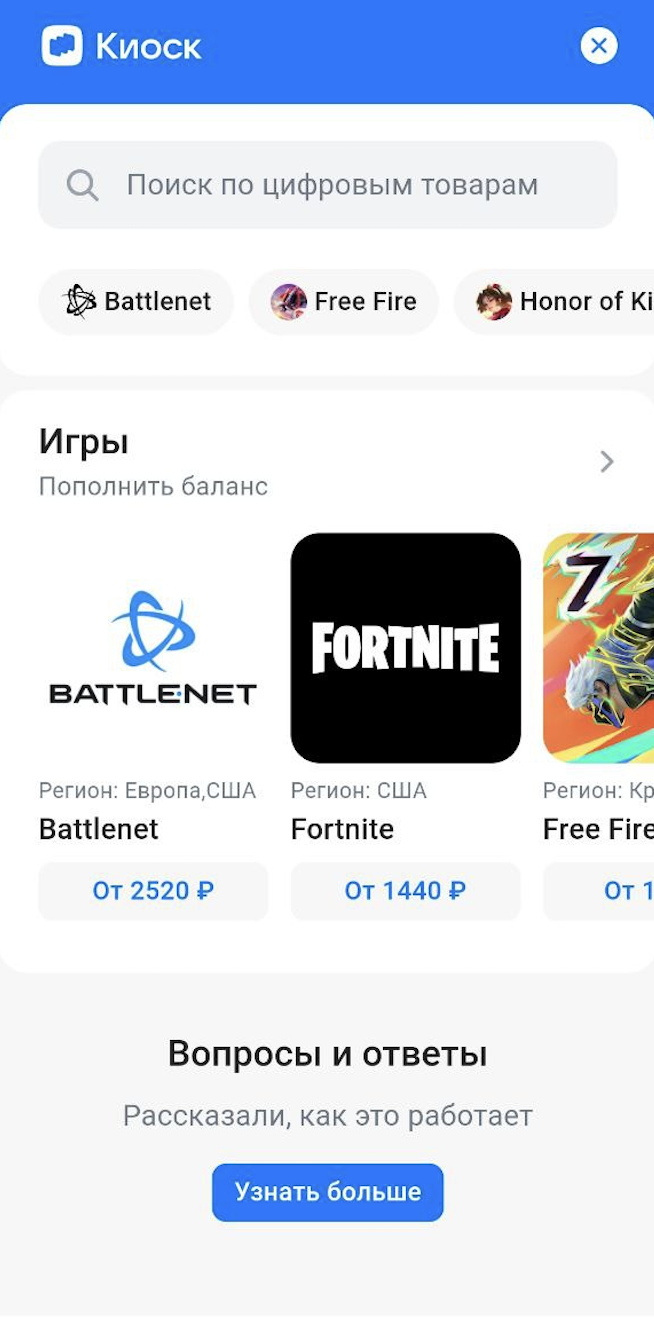 Киоск
Поиск по цифровым товарам
Battlenet
Free Fire
Honor of Ki
Игры
Пополнить баланс
BATTLE·NET
FORTNITE
7
Регион: Европа,США
Регион: США
Регион: Кр
Battlenet
Fortnite
Free Fire
От 2520 ₽
От 1440 ₽
От 1
Вопросы и ответы
Рассказали, как это работает
Узнать больше